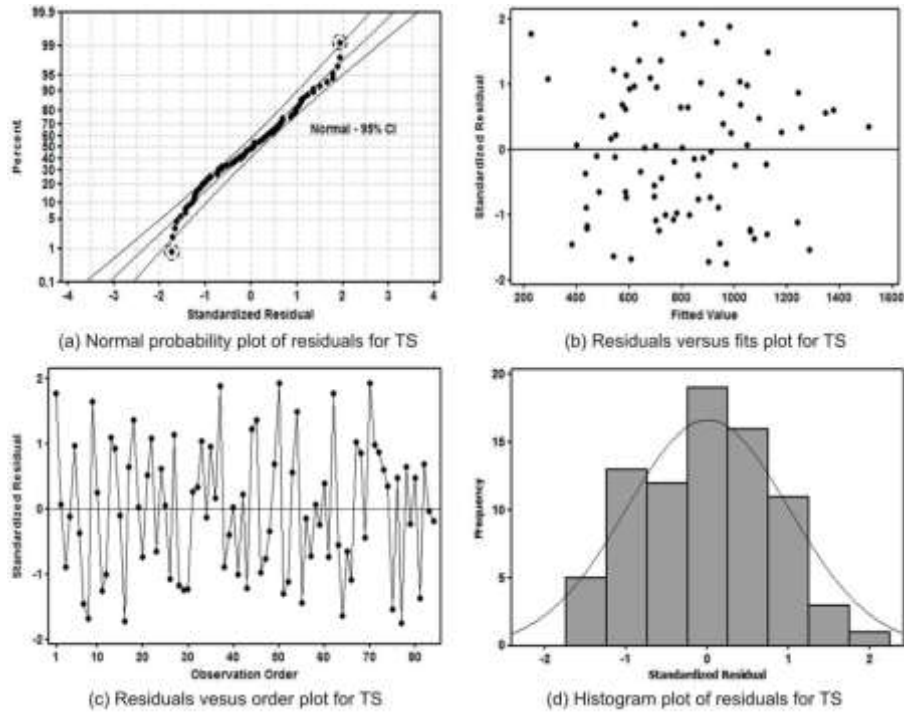 99.9
99
95
90
80
70
60
50
40
30
20
10
5
1
0.1
Percent
Normal - 95% CI
-4 -3 -2 -1 0 1 2 3 4
Standardized Residual
(a) Normal probability plot of residuals for TS
2
1
0
-1
-2
Standardized Residual
200 400 600 800 1000 1200 1400 1600
Fitted Value
(b) Residuals versus fits plot for TS
2
1
0
-1
-2
Standardized Residual
1 10 20 30 40 50 60 70 80
Observation Order
(c) Residuals vesus order plot for TS
20
15
10
5
0
Frequency
-2 -1 0 1 2
Standardized Residual
(d) Histogram plot of residuals for TS